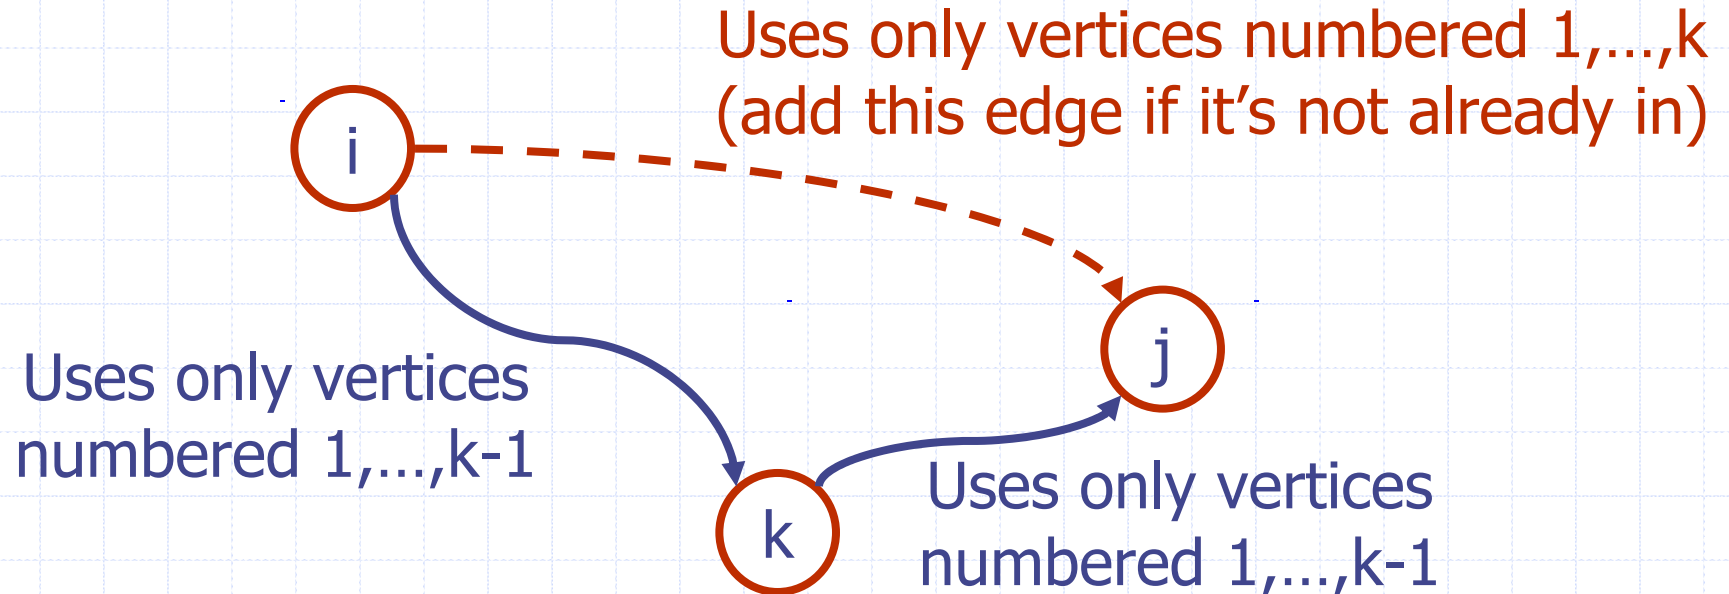 Uses only vertices numbered 1,…,k
(add this edge if it’s not already in)
i
j
Uses only vertices
numbered 1,…,k-1
k
Uses only vertices
numbered 1,…,k-1